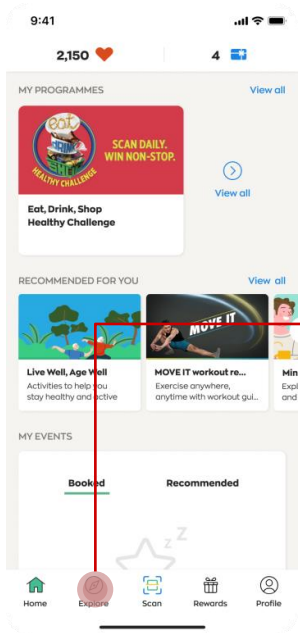 9:41
2,150
4
MY PROGRAMMES
View all
Eat
DRINK
SHOP
HEALTHY CHALLENGE
SCAN DAILY.
WIN NON-STOP.
View all
Eat, Drink, Shop
Healthy Challenge
RECOMMENDED FOR YOU
View all
MOVE IT
Live Well, Age Well
Activities to help you
stay healthy and active
MOVE IT workout re...
Exercise anywhere,
anytime with workout gui...
Min
Expl
and
MY EVENTS
Booked
Recommended
z z Z
Home
Explore
Scan
Rewards
Profile